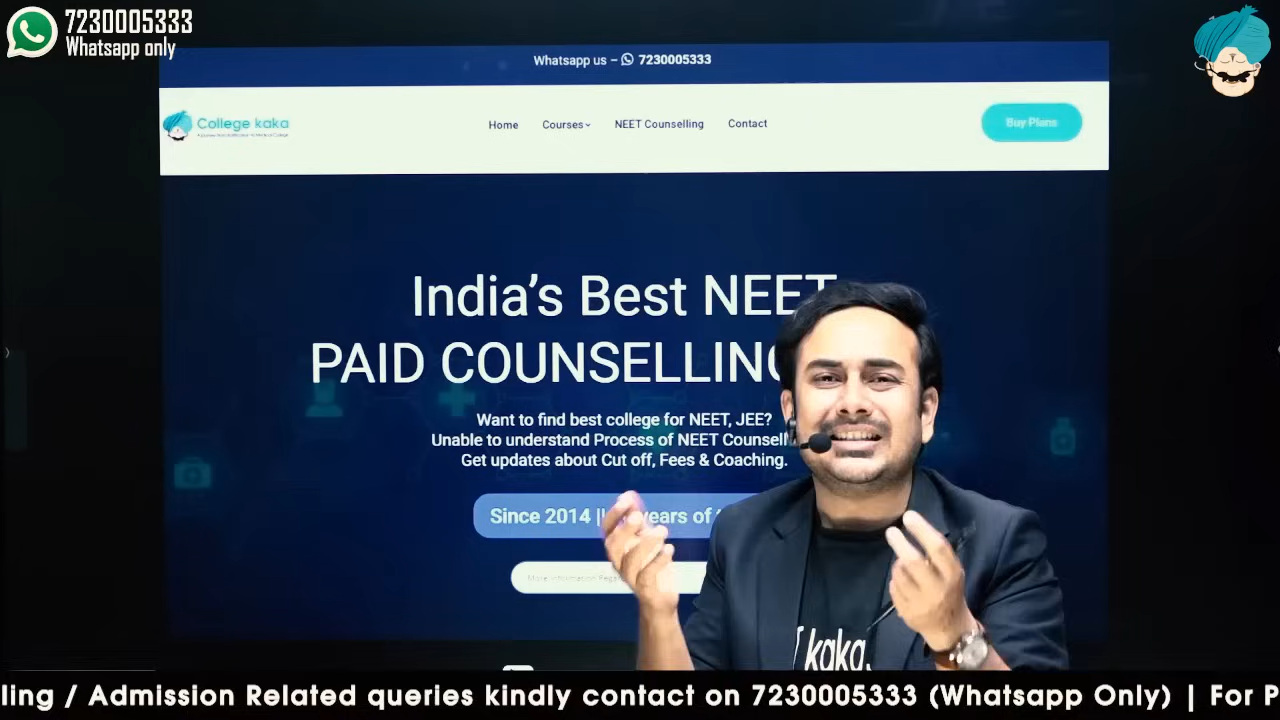 7230005333
Whatsapp only
Whatsapp us – 7230005333
College kaka
Home
Courses
NEET Counselling
Contact
Buy Plans
India's Best NEET
PAID COUNSELLING
Want to find best college for NEET, JEE?
Unable to understand Process of NEET Counsell
Get updates about Cut off, Fees & Coaching.
Since 2014 | years of
More Information
kaka
ling / Admission Related queries kindly contact on 7230005333 (Whatsapp Only) | For P